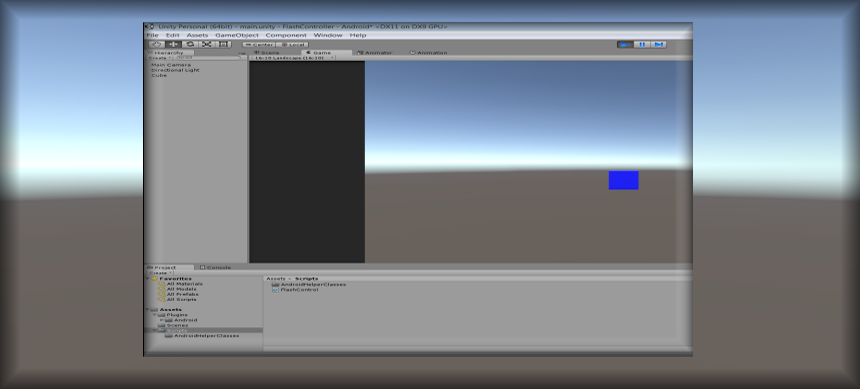 Unity Personal (64bit) - main.unity - FlashController - Android* <DX11 on DX9 GPU>
File Edit Assets GameObject Component Window Help
Center Local
Hierarchy
Create
Scene Game Animator Animation
16:10 Landscape (16:10)
Main Camera
Directional Light
Cube
Project Console
Create
Favorites
All Materials
All Models
All Prefabs
All Scripts
Assets
Plugins
Android
Scenes
AndroidHelperClasses
Assets Scripts
AndroidHelperClasses
FlashControl